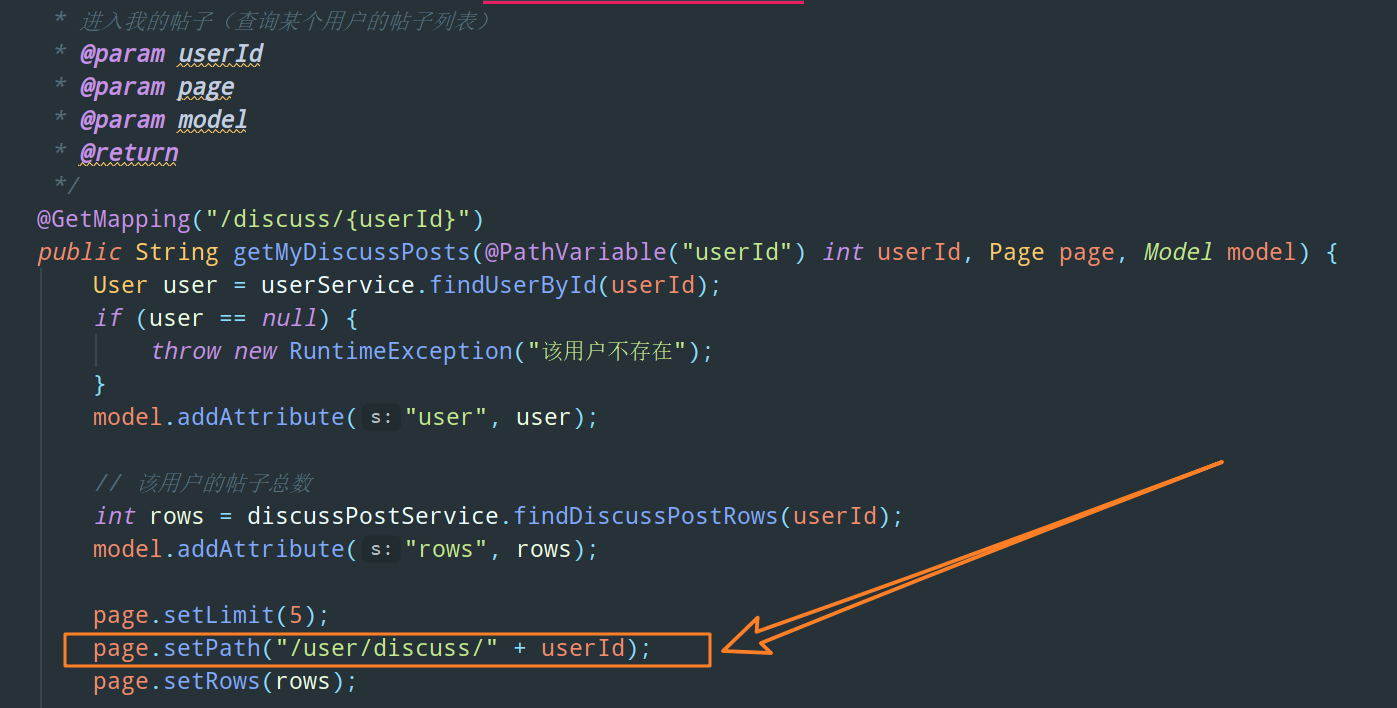 * 进入我的帖子（查询某个用户的帖子列表）
* @param userId
* @param page
* @param model
* @return
*/
@GetMapping("/discuss/{userId}")
public String getMyDiscussPosts(@PathVariable("userId") int userId, Page page, Model model) {
User user = userService.findUserById(userId);
if (user == null) {
throw new RuntimeException("该用户不存在");
}
model.addAttribute( s: "user", user);
// 该用户的帖子总数
int rows = discussPostService.findDiscussPostRows(userId);
model.addAttribute( s: "rows", rows);
page.setLimit(5);
page.setPath("/user/discuss/" + userId);
page.setRows(rows);